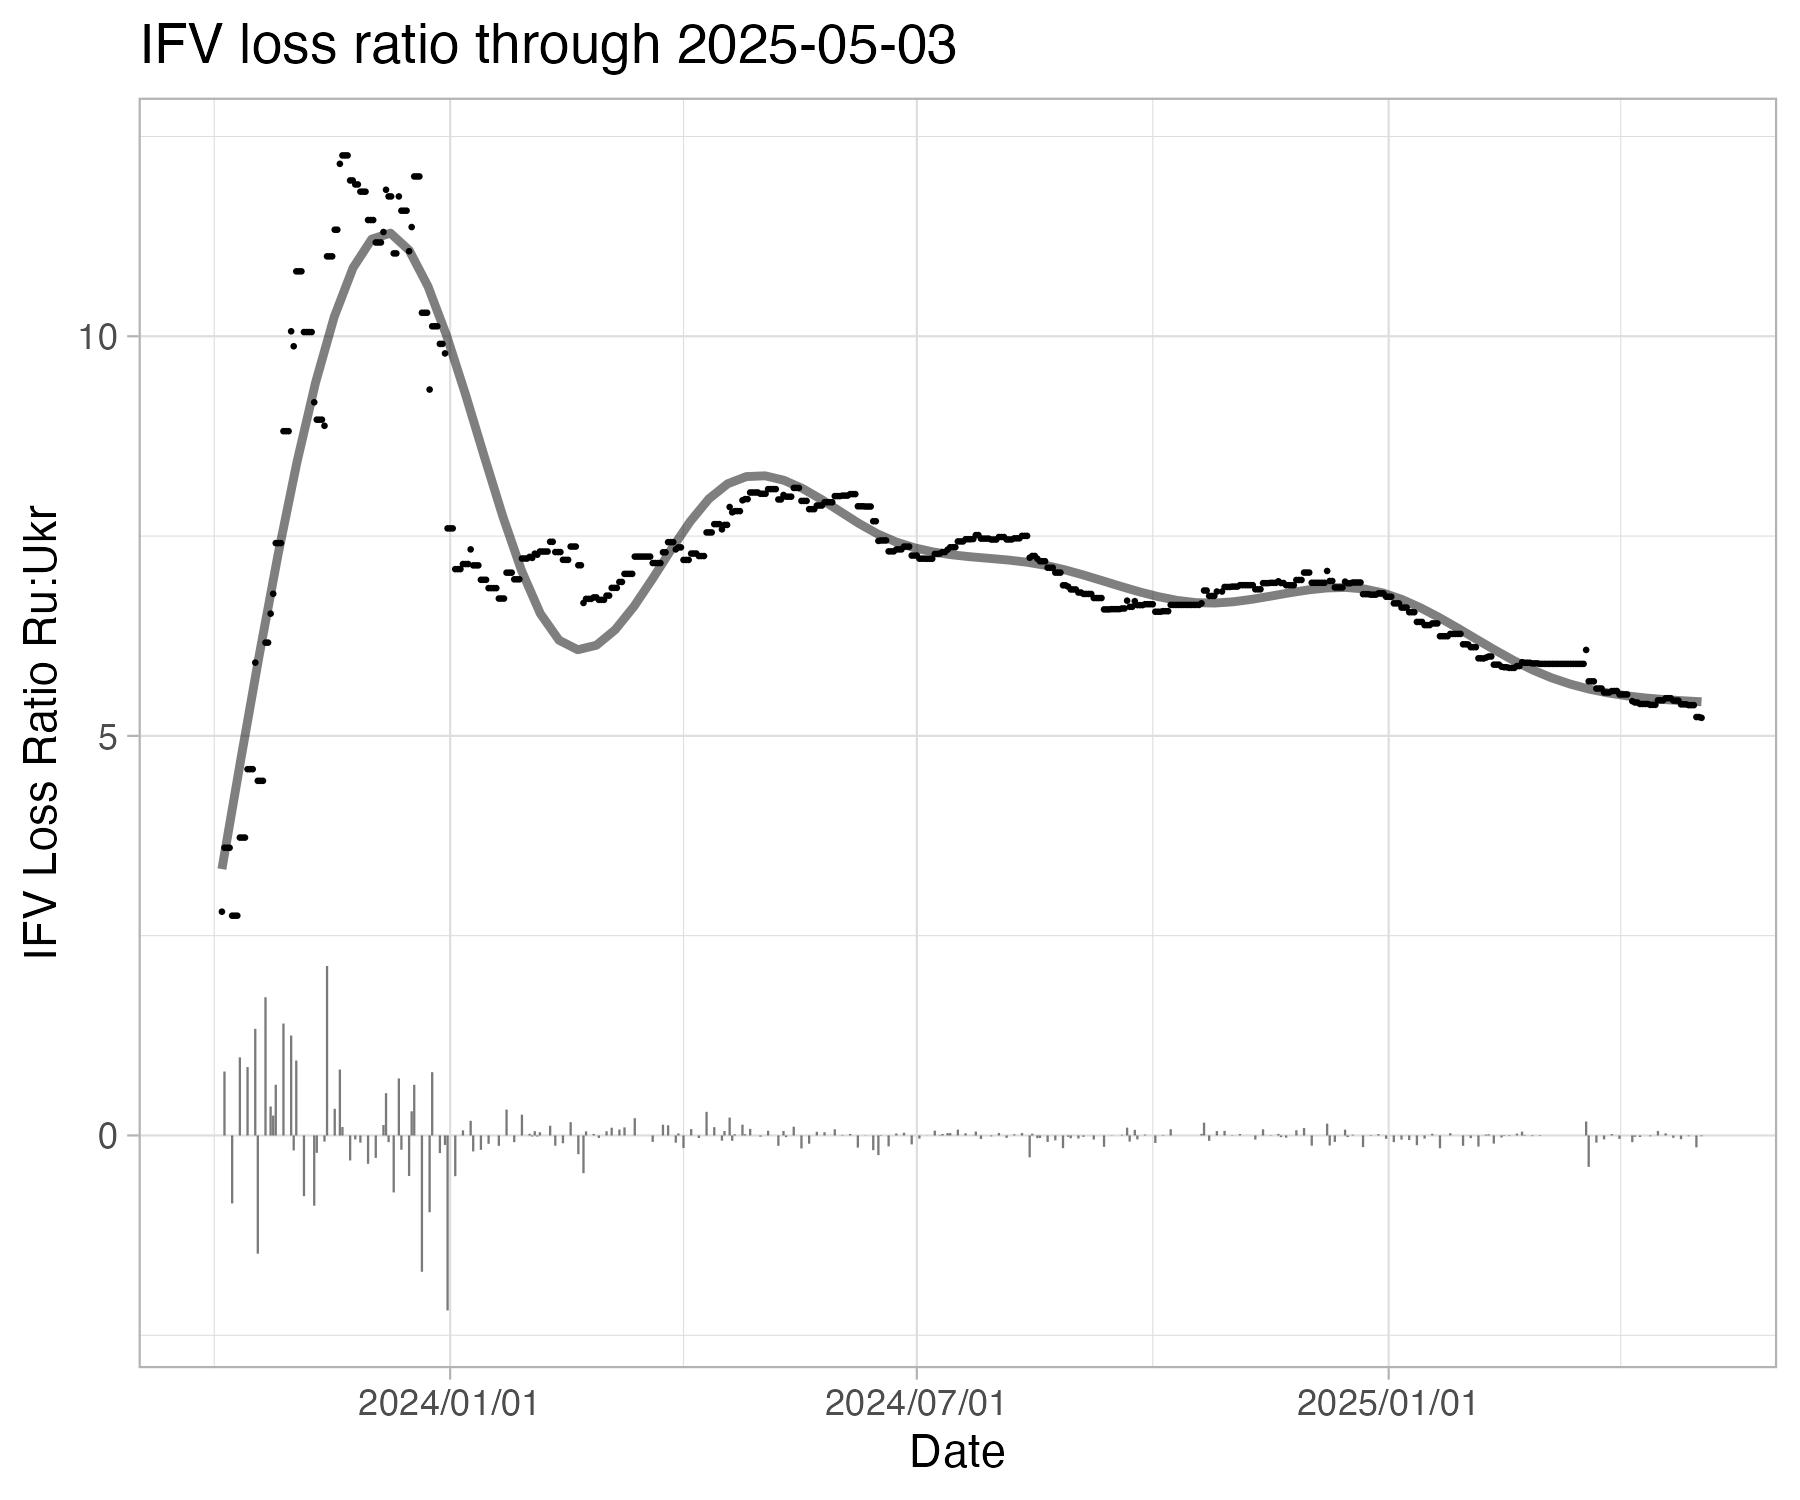 IFV loss ratio through 2025-05-03
IFV Loss Ratio Ru:Ukr
10
5
0
2024/01/01
2024/07/01
2025/01/01
Date